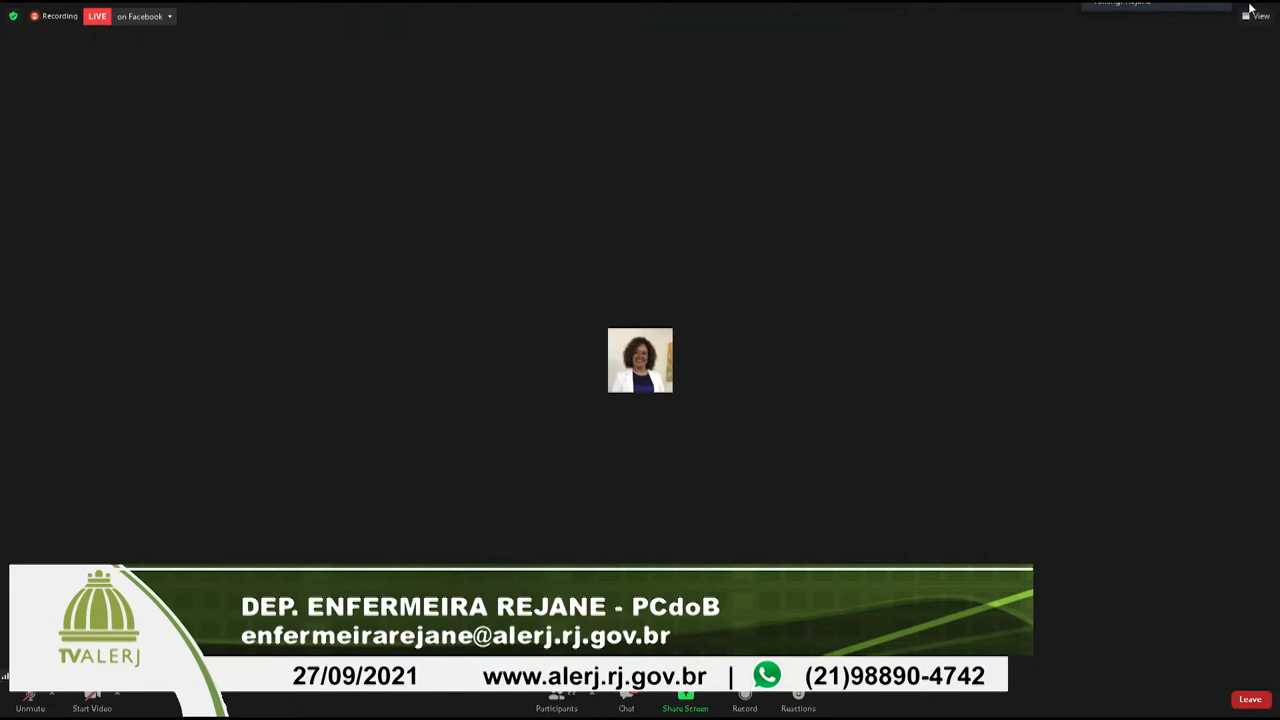 Recording
LIVE on Facebook
View
DEP. ENFERMEIRA REJANE - PCdoB
enfermeirarejane@alerj.rj.gov.br
TVALERJ
27/09/2021 www.alerj.rj.gov.br | (21)98890-4742
Unmute Start Video Participants Chat Share Screen Record Reactions Leave